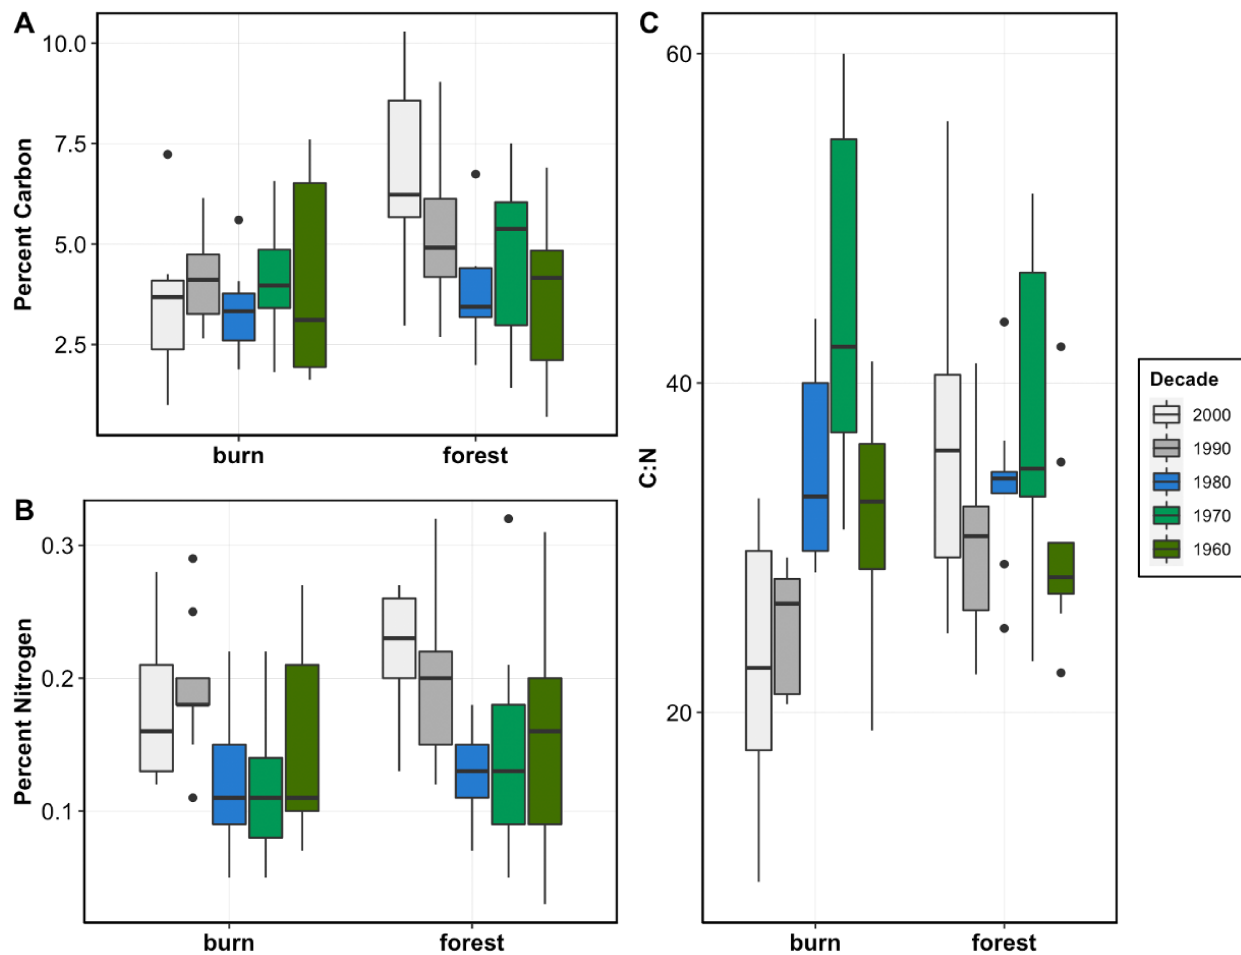 A
Percent Carbon
10.0
7.5
5.0
2.5
burn forest
B
Percent Nitrogen
0.3
0.2
0.1
burn forest
C
C:N
60
40
20
burn forest
Decade
2000
1990
1980
1970
1960